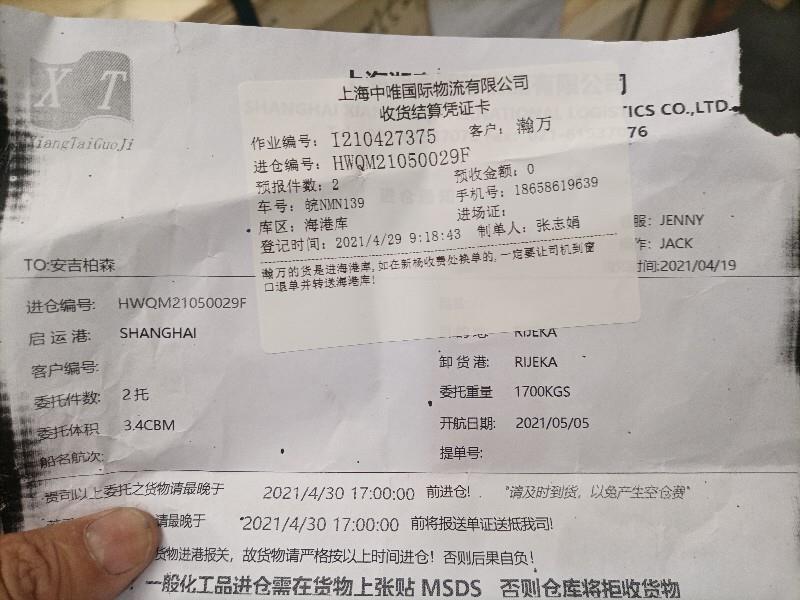 XT
XiangTaiGuoJi
TICS CO.,LTD.
76
上海中唯国际物流有限公司
收货结算凭证卡
作业编号: I210427375 客户: 瀚万
进仓编号: HWQM21050029F
预报件数: 2 预收金额: 0
车号: 皖NMN139 手机号: 18658619639
库区: 海港库 进场证:
登记时间: 2021/4/29 9:18:43 制单人: 张志娟
瀚万的货是进海港库,如在新杨收费处换单的,一定要让司机到窗
口退单并转送海港库!
服: JENNY
作: JACK
TO:安吉柏森 时间:2021/04/19
进仓编号: HWQM21050029F
启运港: SHANGHAI RIJEKA
客户编号: 卸货港: RIJEKA
委托件数: 2托 委托重量 1700KGS
委托体积 3.4CBM 开航日期: 2021/05/05
船名航次: 提单号:
贵司以上委托之货物请最晚于 2021/4/30 17:00:00 前进仓! "请及时到货,以免产生空仓费"
请最晚于 2021/4/30 17:00:00 前将报送单证送抵我司!
货物进港报关,故货物请严格按以上时间进仓!否则后果自负!
一般化工品进仓需在货物上张贴 MSDS 否则仓库将拒收货物